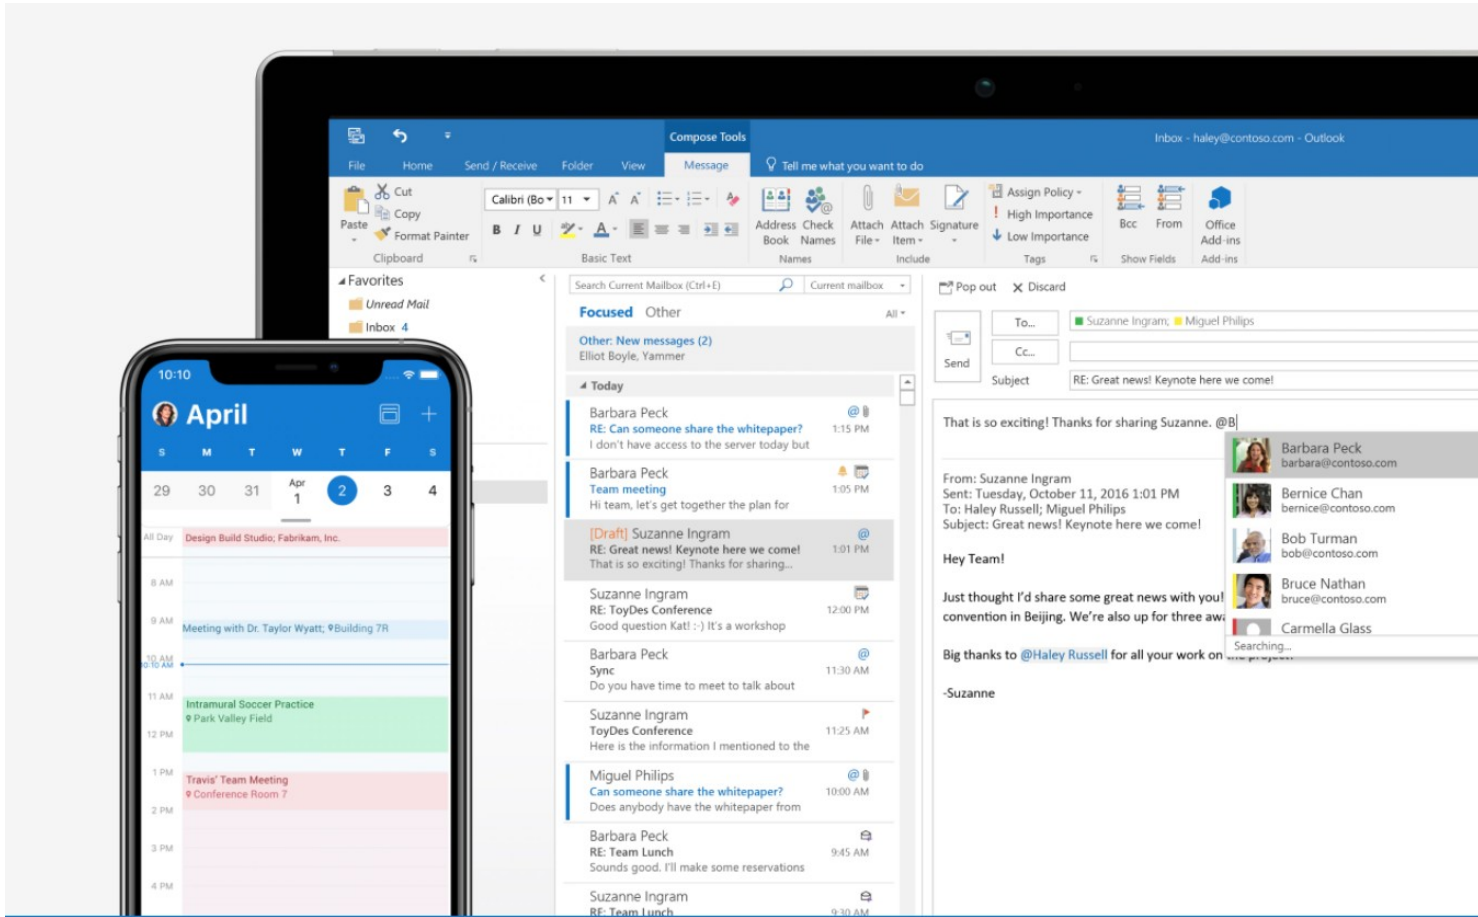 Compose Tools
Inbox - haley@contoso.com - Outlook
File Home Send / Receive Folder View Message Tell me what you want to do
Paste
Cut
Copy
Format Painter
Clipboard
Calibri (Bo 11 A A
B I U A
Basic Text
Address Book
Check Names
Names
Attach File
Attach Item
Signature
Include
Assign Policy
High Importance
Low Importance
Tags
Bcc From
Show Fields
Office Add-ins
Add-ins
Favorites
Unread Mail
Inbox 4
Search Current Mailbox (Ctrl+E) Current mailbox
Focused Other All
Other: New messages (2)
Elliot Boyle, Yammer
Today
Barbara Peck
RE: Can someone share the whitepaper? 1:15 PM
I don't have access to the server today but
Barbara Peck
Team meeting 1:05 PM
Hi team, let's get together the plan for
[Draft] Suzanne Ingram @
RE: Great news! Keynote here we come! 1:01 PM
That is so exciting! Thanks for sharing...
Suzanne Ingram
RE: ToyDes Conference 12:00 PM
Good question Kat! :-) It's a workshop
Barbara Peck @
Sync 11:30 AM
Do you have time to meet to talk about
Suzanne Ingram
ToyDes Conference 11:25 AM
Here is the information I mentioned to the
Miguel Philips @
Can someone share the whitepaper? 10:00 AM
Does anybody have the whitepaper from
Barbara Peck
RE: Team Lunch 9:45 AM
Sounds good. I'll make some reservations
Suzanne Ingram
RE: Team Lunch 9:30 AM
Pop out Discard
Send
To... Suzanne Ingram; Miguel Philips
Cc...
Subject RE: Great news! Keynote here we come!
That is so exciting! Thanks for sharing Suzanne. @B
Barbara Peck
barbara@contoso.com
Bernice Chan
bernice@contoso.com
Bob Turman
bob@contoso.com
Bruce Nathan
bruce@contoso.com
Carmella Glass
Searching...
From: Suzanne Ingram
Sent: Tuesday, October 11, 2016 1:01 PM
To: Haley Russell; Miguel Philips
Subject: Great news! Keynote here we come!
Hey Team!
Just thought I'd share some great news with you!
convention in Beijing. We're also up for three
Big thanks to @Haley Russell for all your work on the project!
-Suzanne
10:10
April
S M T W T F S
29 30 31 Apr 1 2 3 4
All Day Design Build Studio; Fabrikam, Inc.
8 AM
9 AM
Meeting with Dr. Taylor Wyatt; Building 7R
10 AM
10:10 AM
11 AM
Intramural Soccer Practice
Park Valley Field
12 PM
1 PM
Travis' Team Meeting
Conference Room 7
2 PM
3 PM
4 PM